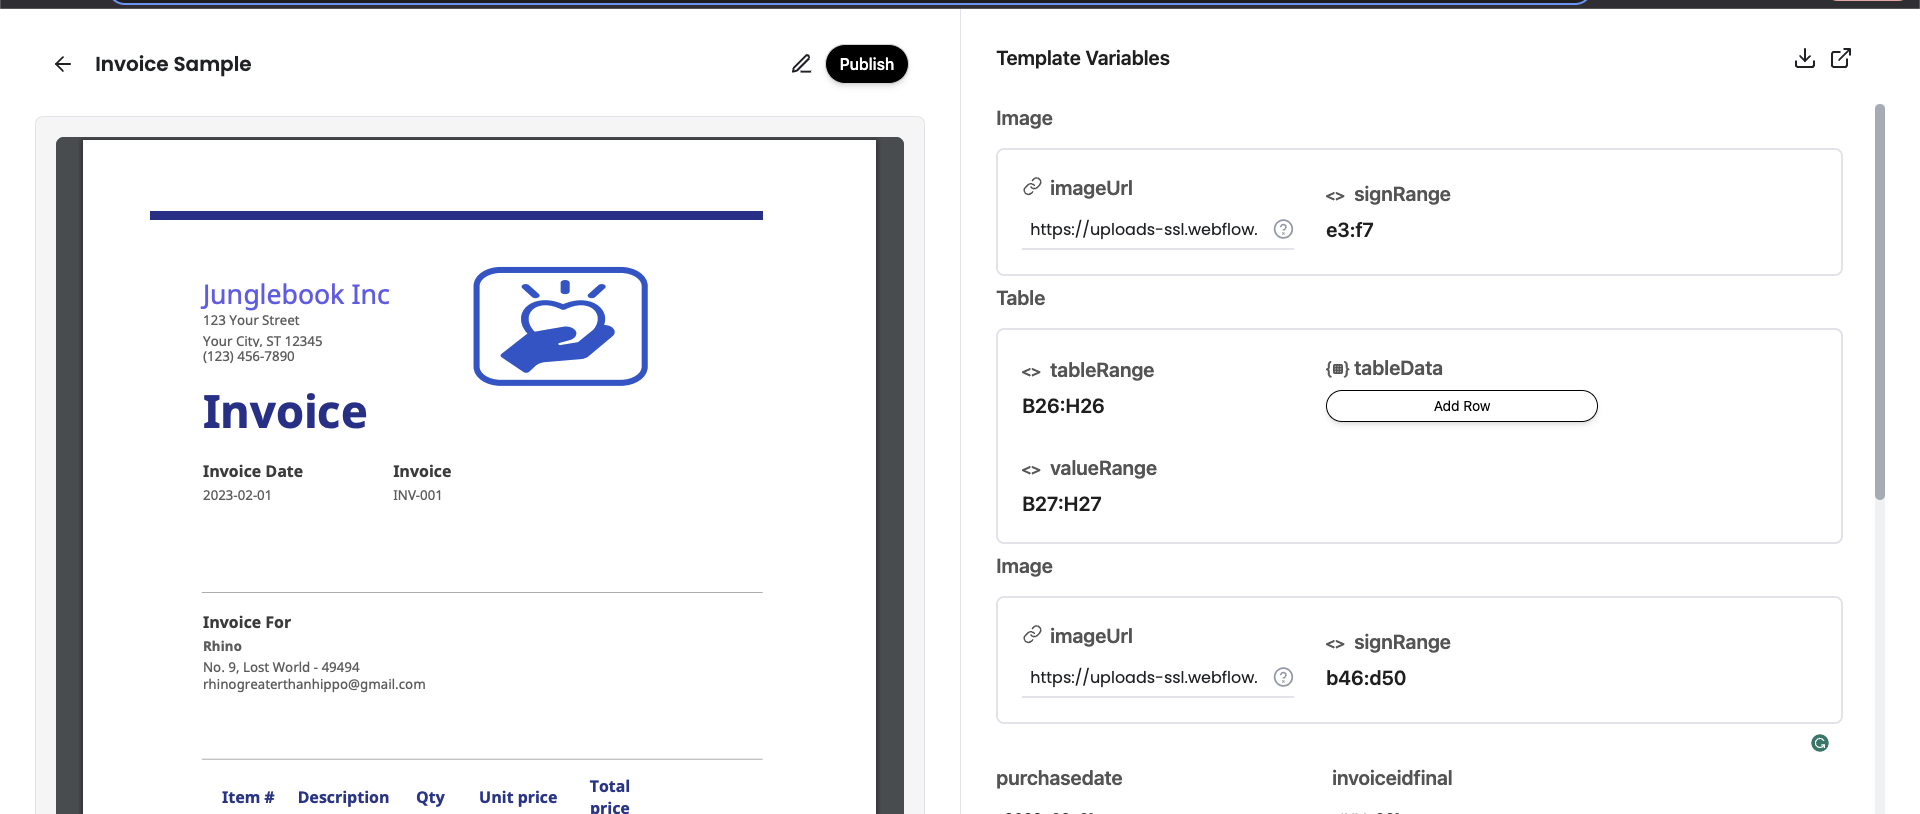 Invoice Sample
Publish
Junglebook Inc
123 Your Street
Your City, ST 12345
(123) 456-7890
Invoice
Invoice Date
Invoice
2023-02-01
INV-001
Invoice For
Rhino
No. 9, Lost World - 49494
rhinogreaterthanhippo@gmail.com
Item #
Description
Qty
Unit price
Total
price
Template Variables
Image
imageUrl
<> signRange
https://uploads-ssl.webflow.
e3:f7
Table
<> tableRange
tableData
B26:H26
Add Row
<> valueRange
B27:H27
Image
imageUrl
<> signRange
https://uploads-ssl.webflow.
b46:d50
purchasedate
invoiceidfinal